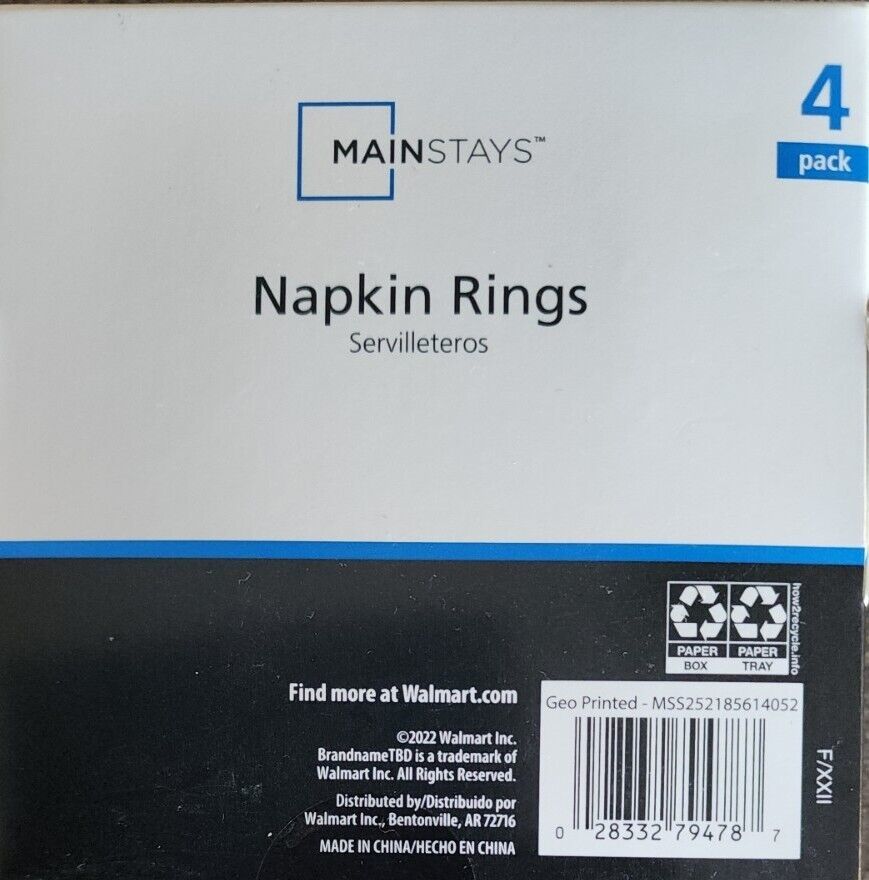 4
pack
MAINSTAYS™
Napkin Rings
Servilleteros
how2recycle.info
PAPER PAPER
BOX TRAY
Find more at Walmart.com
©2022 Walmart Inc.
BrandnameTBD is a trademark of
Walmart Inc. All Rights Reserved.
Distributed by/Distribuido por
Walmart Inc., Bentonville, AR 72716
MADE IN CHINA/HECHO EN CHINA
Geo Printed - MSS252185614052
0 28332 79478 7
F/XXII